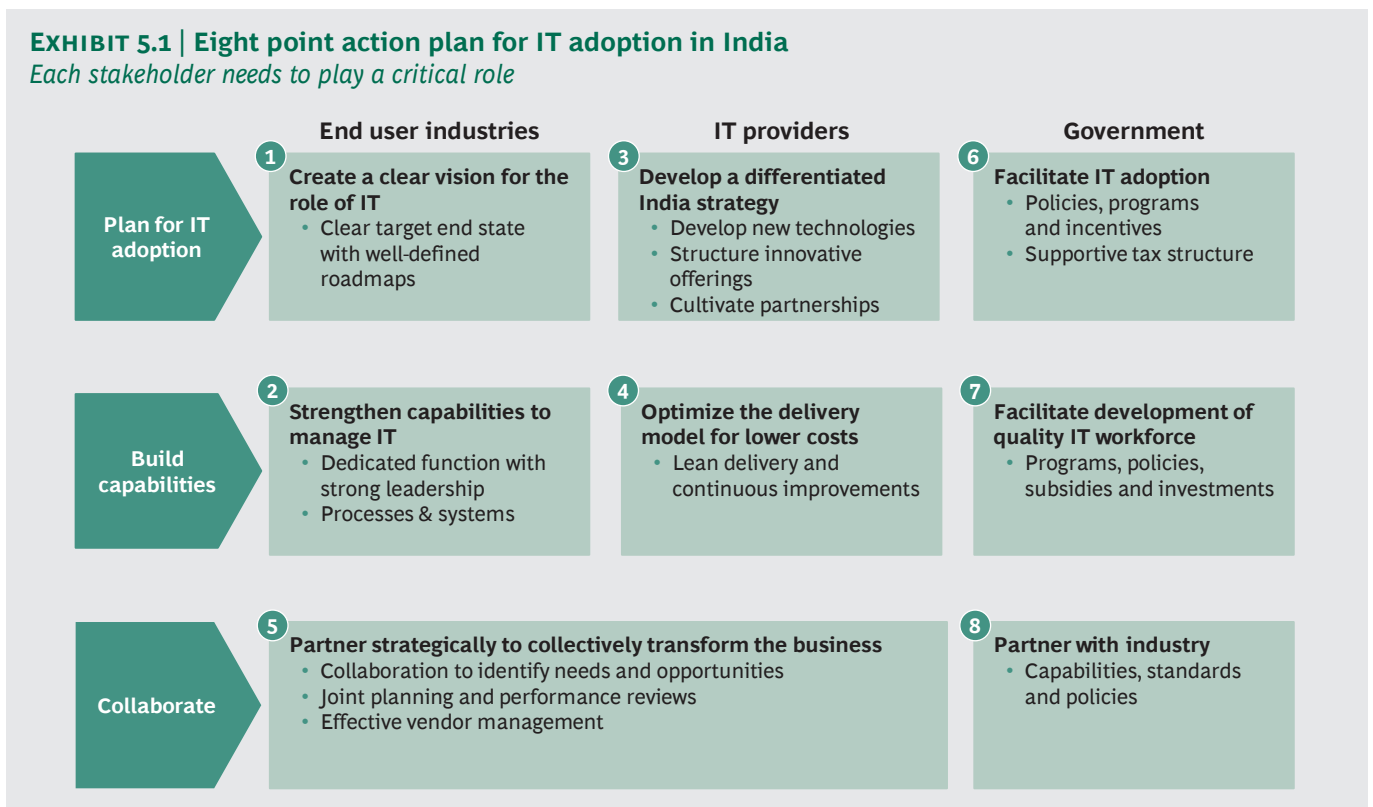 EXHIBIT 5.1 | Eight point action plan for IT adoption in India
Each stakeholder needs to play a critical role
End user industries
IT providers
Government
Plan for IT
adoption
1
Create a clear vision for the
role of IT
• Clear target end state
with well-defined
roadmaps
3
Develop a differentiated
India strategy
• Develop new technologies
• Structure innovative
offerings
• Cultivate partnerships
6
Facilitate IT adoption
• Policies, programs
and incentives
• Supportive tax structure
Build
capabilities
2
Strengthen capabilities to
manage IT
• Dedicated function with
strong leadership
• Processes & systems
4
Optimize the delivery
model for lower costs
• Lean delivery and
continuous improvements
7
Facilitate development of
quality IT workforce
• Programs, policies,
subsidies and investments
Collaborate
5
Partner strategically to collectively transform the business
• Collaboration to identify needs and opportunities
• Joint planning and performance reviews
• Effective vendor management
8
Partner with industry
• Capabilities, standards
and policies